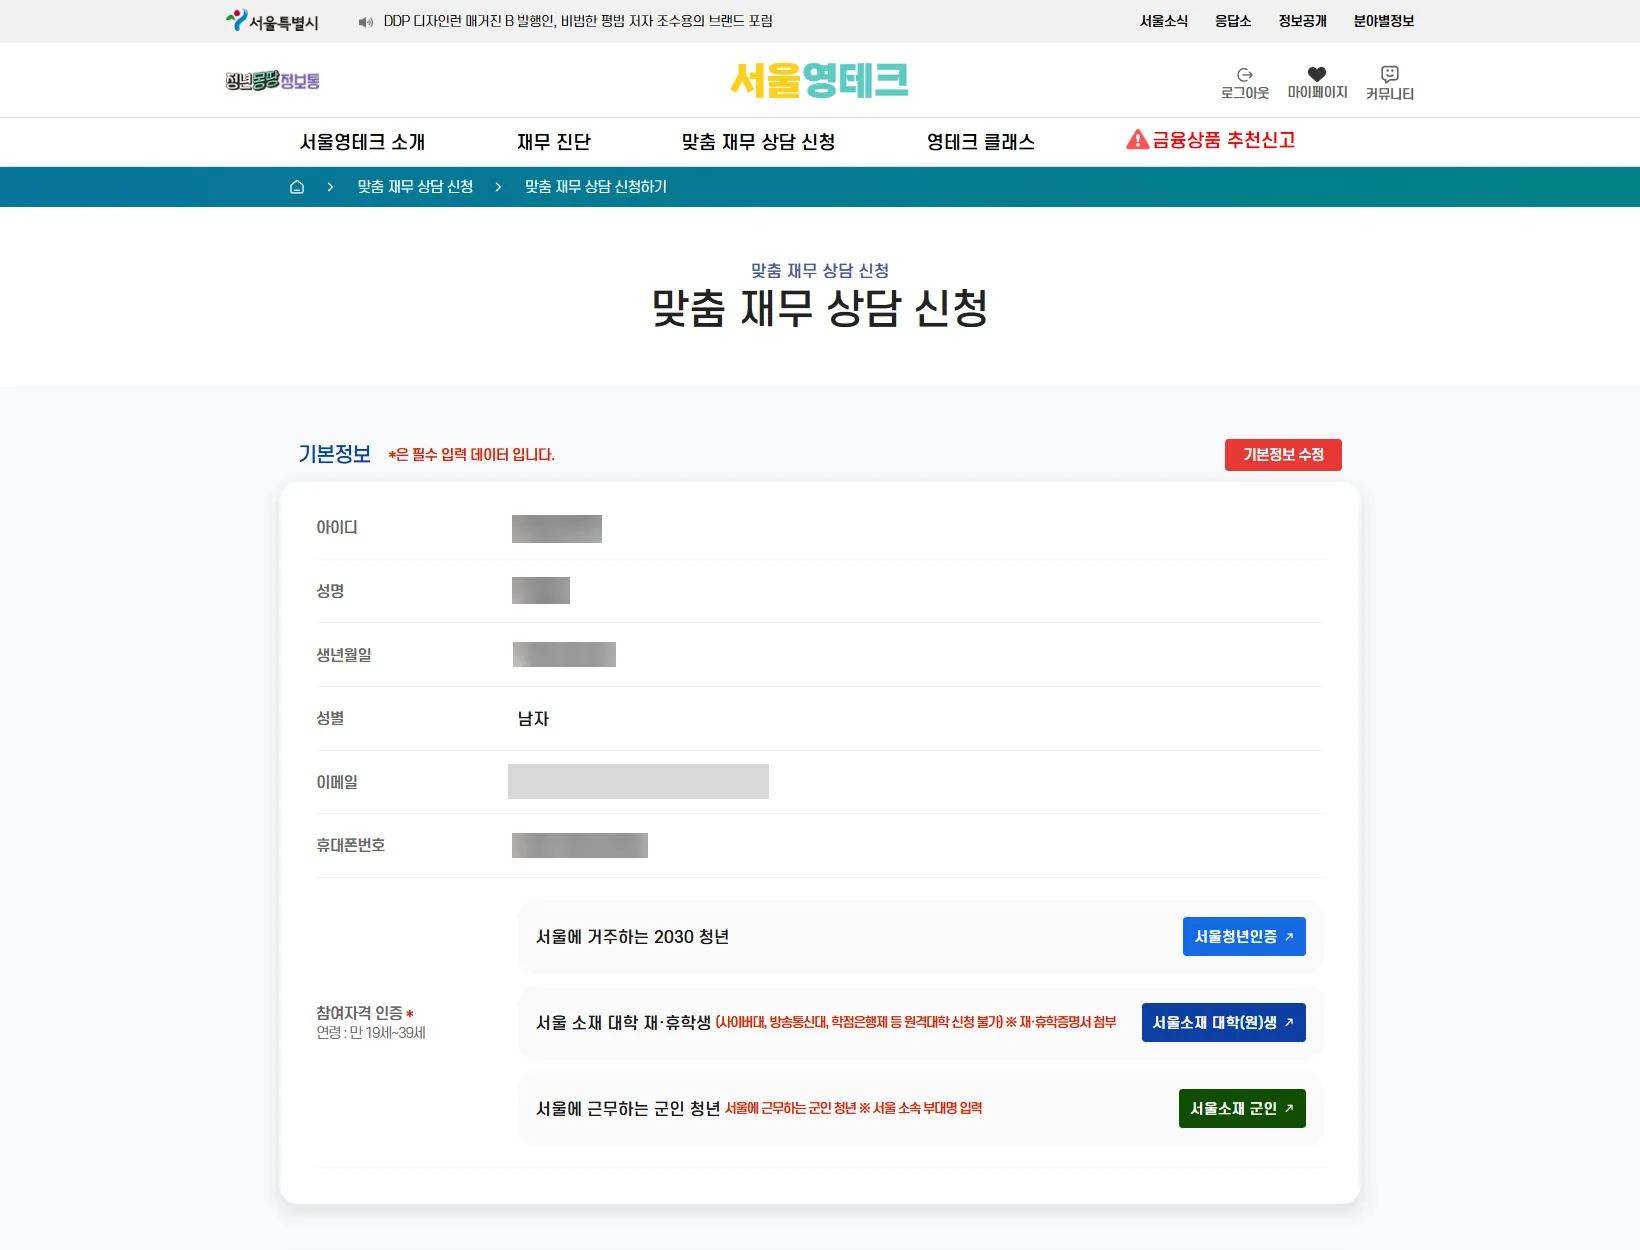 서울특별시
DDP 디자인런 매거진 B 발행인, 비범한 평범 저자 조수용의 브랜드 포럼
서울소식 응답소 정보공개 분야별정보
청년몽땅정보통
서울영테크
로그아웃 마이페이지 커뮤니티
서울영테크 소개 재무 진단 맞춤 재무 상담 신청 영테크 클래스 금융상품 추천신고
맞춤 재무 상담 신청 > 맞춤 재무 상담 신청하기
맞춤 재무 상담 신청
맞춤 재무 상담 신청
기본정보 *은 필수 입력 데이터 입니다. 기본정보 수정
아이디
성명
생년월일
성별 남자
이메일
휴대폰번호
서울에 거주하는 2030 청년 서울청년인증 ↗
참여자격 인증 *
연령 : 만 19세~39세
서울 소재 대학 재·휴학생 (사이버대, 방송통신대, 학점은행제 등 원격대학 신청 불가) ※ 재·휴학증명서 첨부 서울소재 대학(원)생 ↗
서울에 근무하는 군인 청년 서울에 근무하는 군인 청년 ※ 서울 소속 부대명 입력 서울소재 군인 ↗